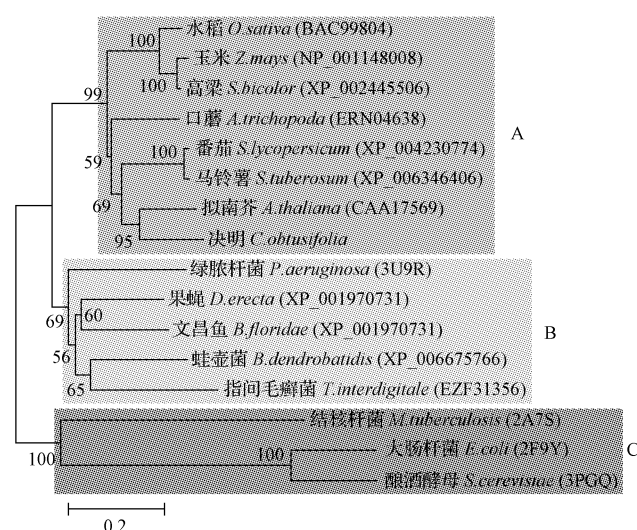 水稻 O.sativa (BAC99804)
100
玉米 Z.mays (NP_001148008)
100
高粱 S.bicolor (XP_002445506)
99
口蘑 A.trichopoda (ERN04638)
A
59
100
番茄 S.lycopersicum (XP_004230774)
马铃薯 S.tuberosum (XP_006346406)
69
拟南芥 A.thaliana (CAA17569)
95
决明 C.obtusifolia
绿脓杆菌 P.aeruginosa (3U9R)
果蝇 D.erecta (XP_001970731)
69
60
文昌鱼 B.floridae (XP_001970731)
B
56
蛙壶菌 B.dendrobatidis (XP_006675766)
65
指间毛癣菌 T.interdigitale (EZF31356)
结核杆菌 M.tuberculosis (2A7S)
100
100
大肠杆菌 E.coli (2F9Y)
C
酿酒酵母 S.cerevisiae (3PGQ)
0.2